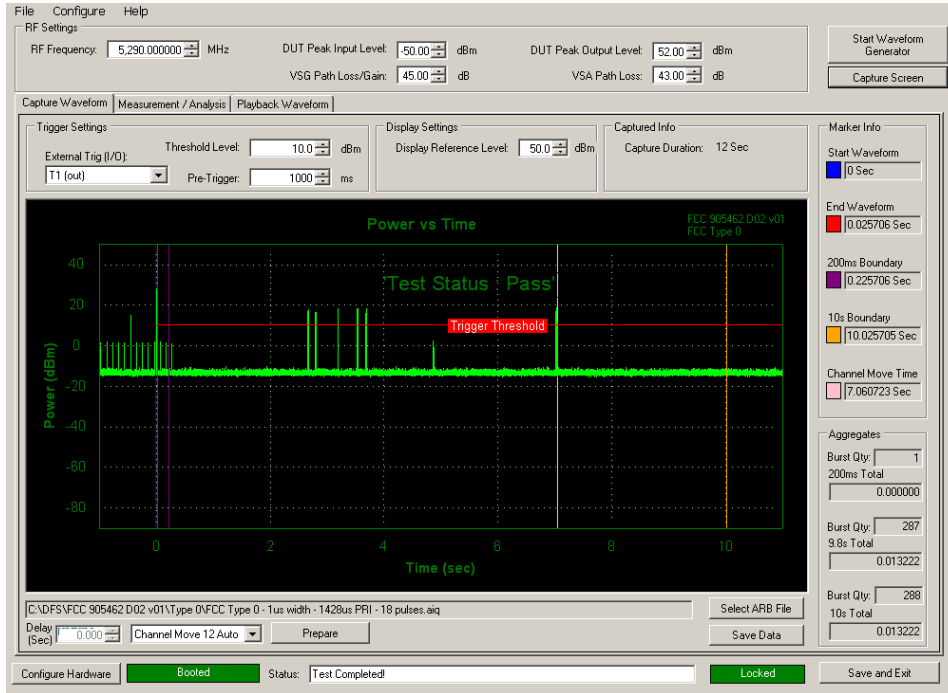 File Configure Help
RF Settings
RF Frequency: 5,290.000000 MHz
DUT Peak Input Level: -50.00 dBm
DUT Peak Output Level: 52.00 dBm
VSG Path Loss/Gain: 45.00 dB
VSA Path Loss: 43.00 dB
Start Waveform Generator
Capture Screen
Capture Waveform Measurement / Analysis Playback Waveform
Trigger Settings
External Trig (I/O):
T1 (out)
Threshold Level: 10.0 dBm
Pre-Trigger: 1000 ms
Display Settings
Display Reference Level: 50.0 dBm
Captured Info
Capture Duration: 12 Sec
Marker Info
Start Waveform
0 Sec
End Waveform
0.025706 Sec
200ms Boundary
0.225706 Sec
10s Boundary
10.025705 Sec
Channel Move Time
7.060723 Sec
Power vs Time
FCC 905462 D02 v01
FCC Type 0
'Test Status : Pass'
Trigger Threshold
Power (dBm)
40
20
0
-20
-40
-60
-80
0 2 4 6 8 10
Time (sec)
Aggregates
Burst Qty: 1
200ms Total
0.000000
Burst Qty: 287
9.8s Total
0.013222
Burst Qty: 288
10s Total
0.013222
C:\DFS\FCC 905462 D02 v01\Type 0\FCC Type 0 - 1us width - 1428us PRI - 18 pulses.aiq
Select ARB File
Delay (Sec) 0.000
Channel Move 12 Auto
Prepare
Save Data
Configure Hardware
Booted
Status: Test Completed!
Locked
Save and Exit